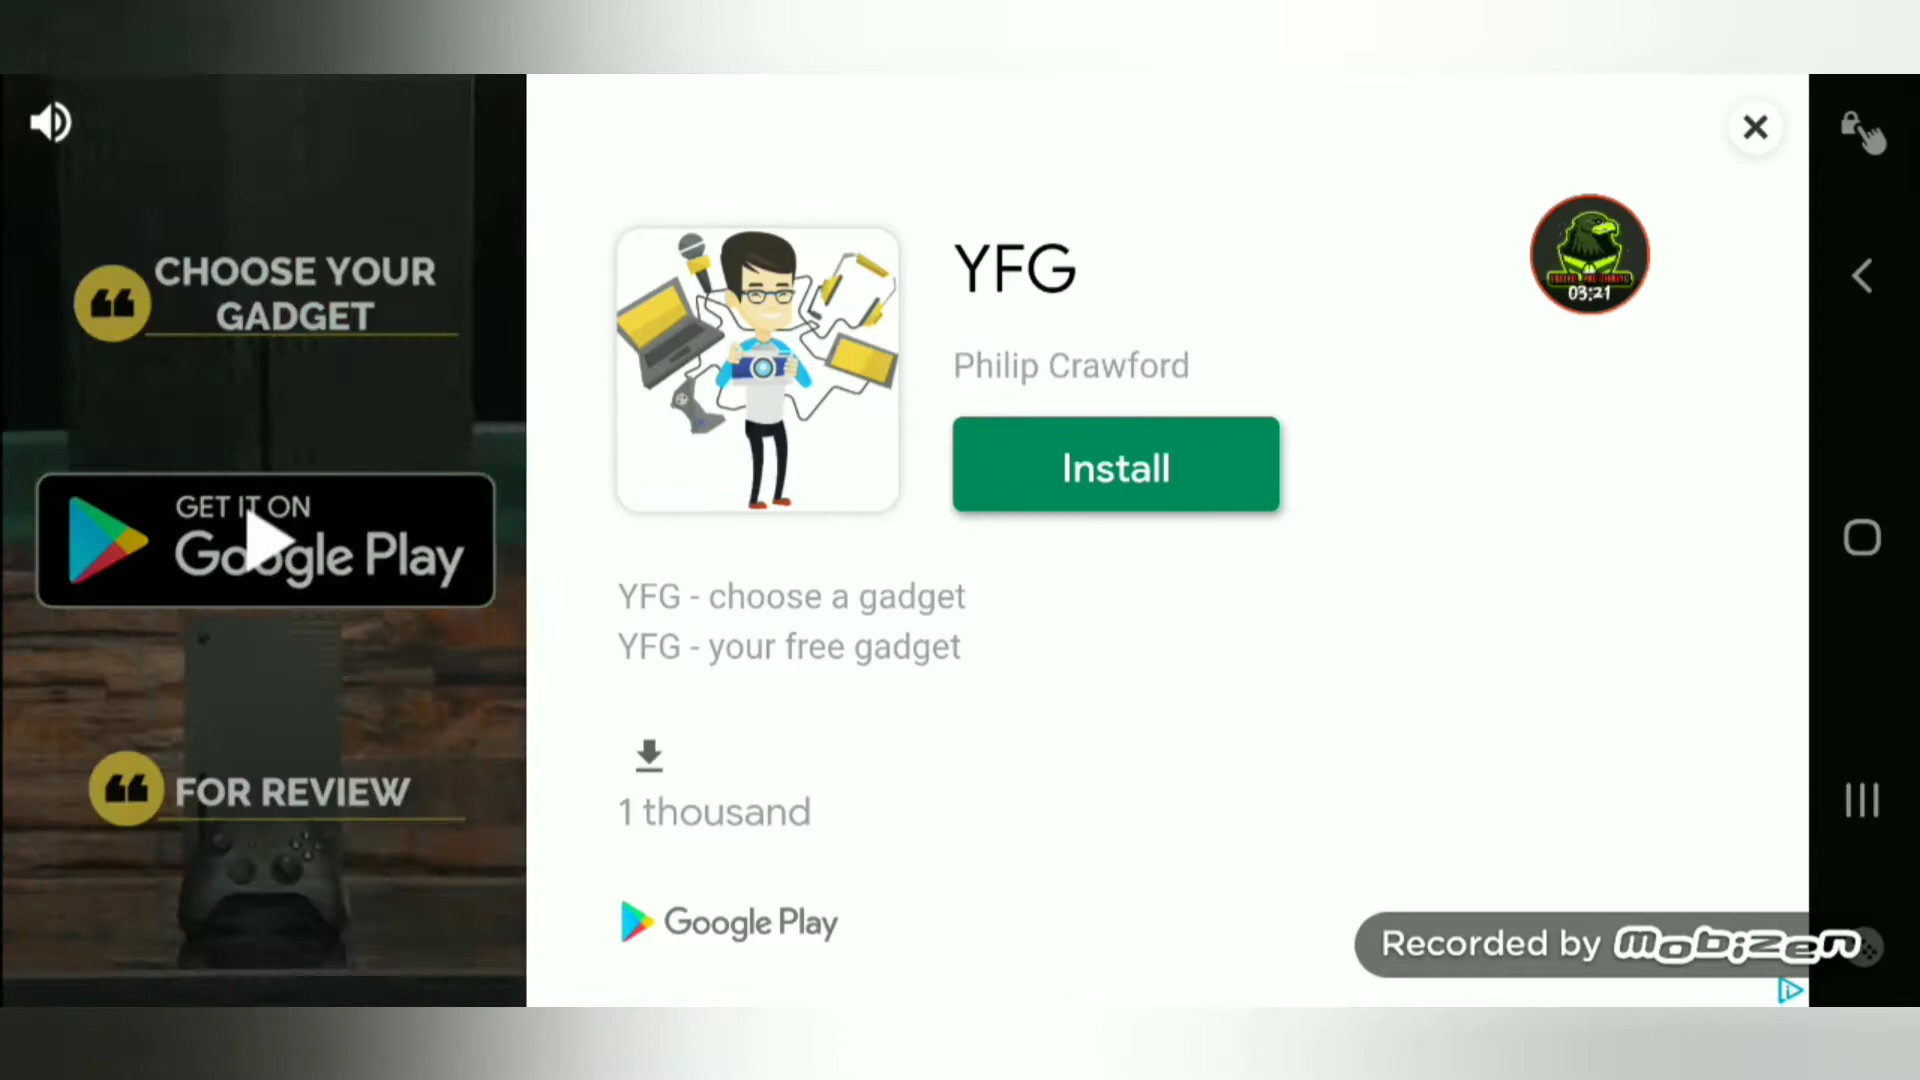 CHOOSE YOUR
GADGET
GET IT ON
Google Play
FOR REVIEW
YFG
Philip Crawford
Install
YFG - choose a gadget
YFG - your free gadget
1 thousand
Google Play
03:21
Recorded by mobizen